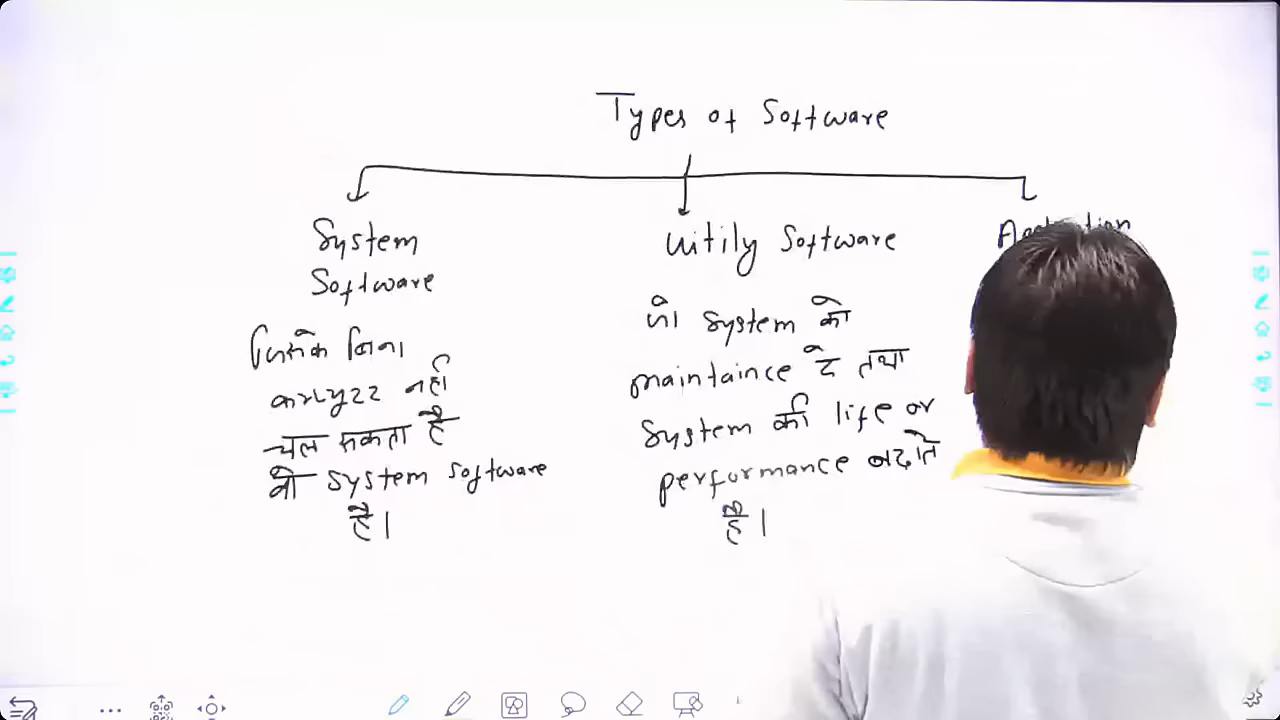 Types of Software
System
Software
जिसके बिना
कम्प्युटर नही
चल सकता है
वो System Software
है।
Uitily Software
जो System को
maintaince दे तथा
System की life or
performance बढ़ाते
है।